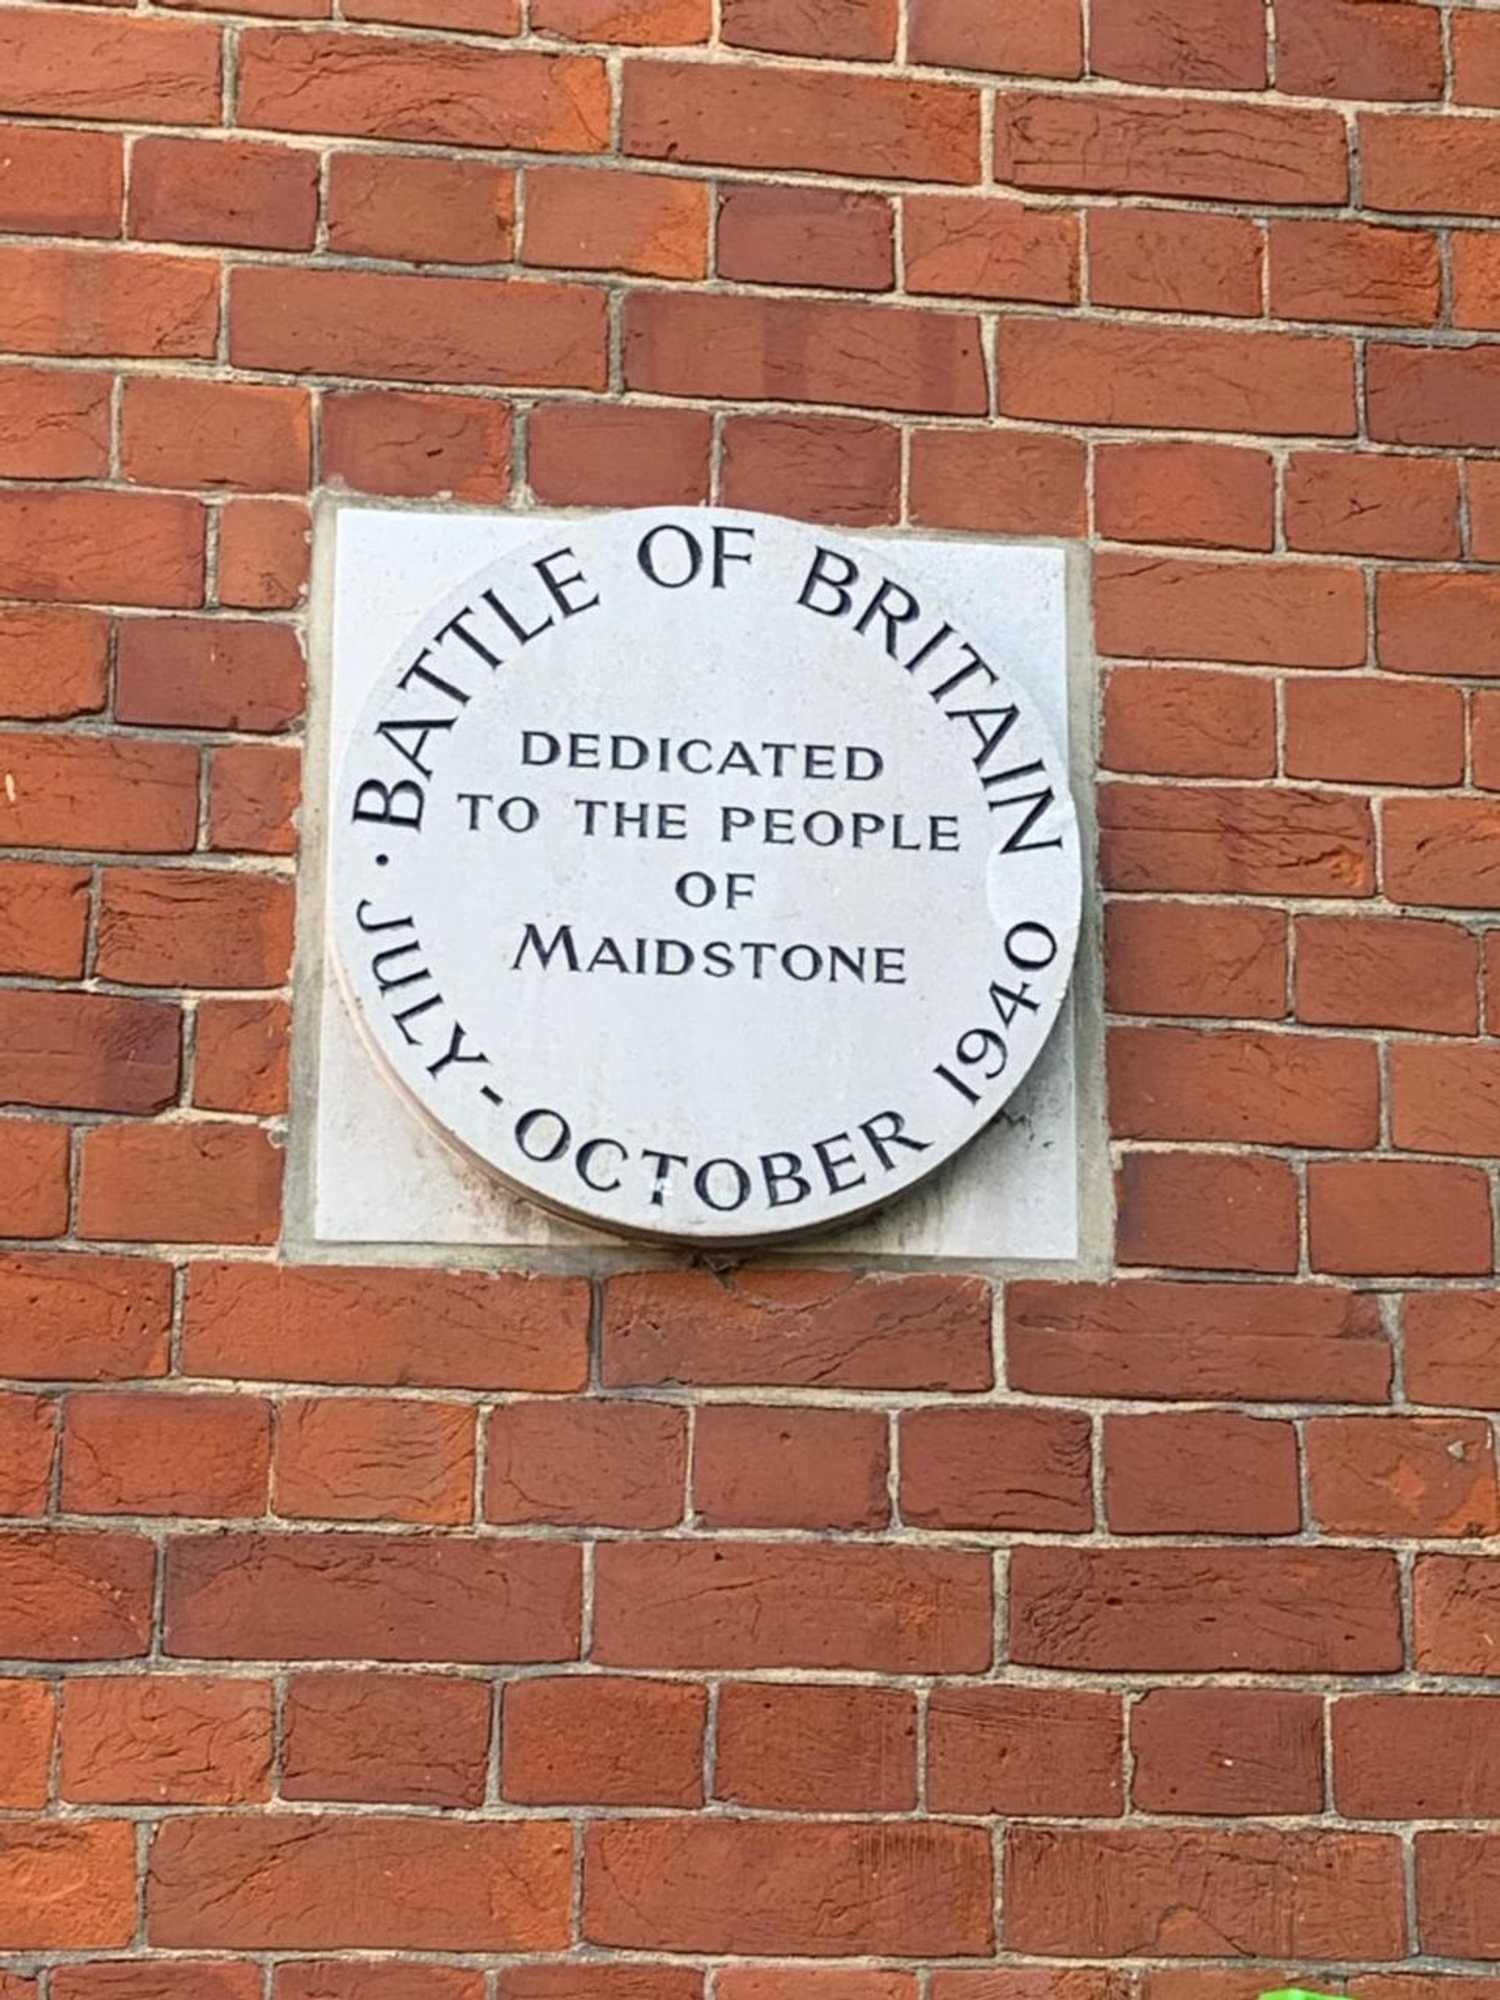 · BATTLE OF BRITAIN
DEDICATED
TO THE PEOPLE
OF
MAIDSTONE
JULY - OCTOBER 1940